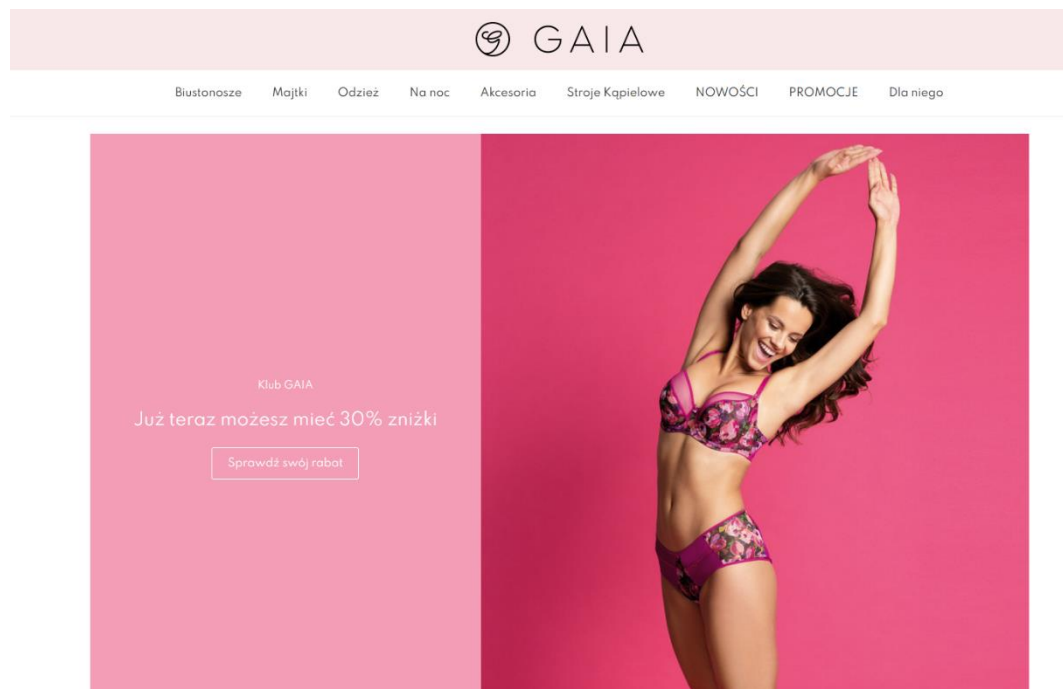 GAIA
Biustonosze Majtki Odzież Na noc Akcesoria Stroje Kąpielowe NOWOŚCI PROMOCJE Dla niego
Klub GAIA
Już teraz możesz mieć 30% zniżki
Sprawdź swój rabat